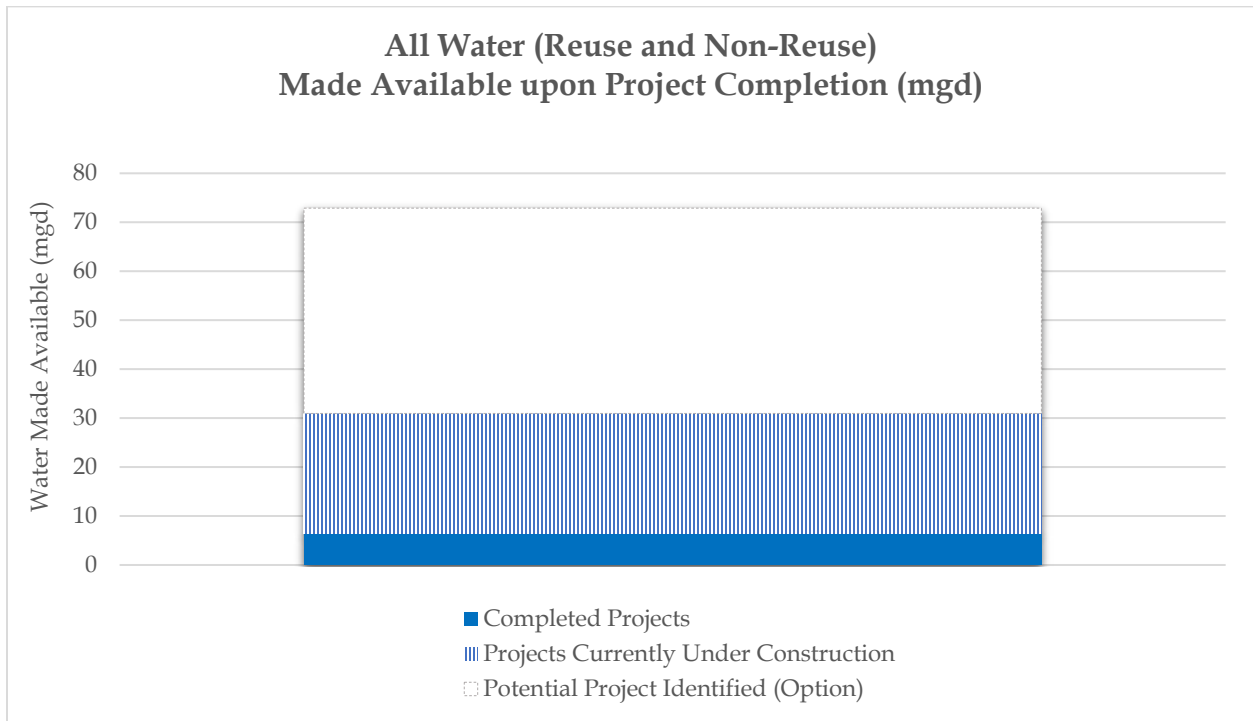 All Water (Reuse and Non-Reuse)
Made Available upon Project Completion (mgd)
Water Made Available (mgd)
80
70
60
50
40
30
20
10
0
Completed Projects
Projects Currently Under Construction
Potential Project Identified (Option)